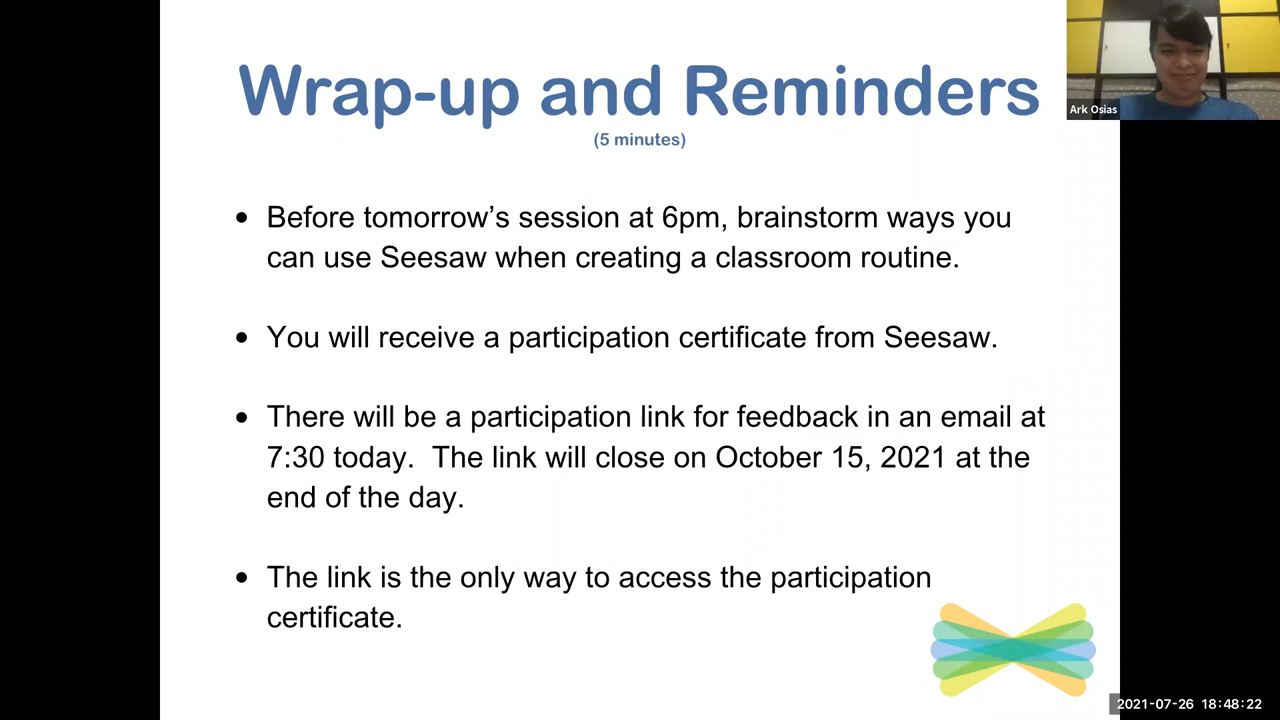 Wrap-up and Reminders
(5 minutes)
Ark Osias
• Before tomorrow’s session at 6pm, brainstorm ways you
can use Seesaw when creating a classroom routine.
• You will receive a participation certificate from Seesaw.
• There will be a participation link for feedback in an email at
7:30 today.  The link will close on October 15, 2021 at the
end of the day.
• The link is the only way to access the participation
certificate.
2021-07-26 18:48:22